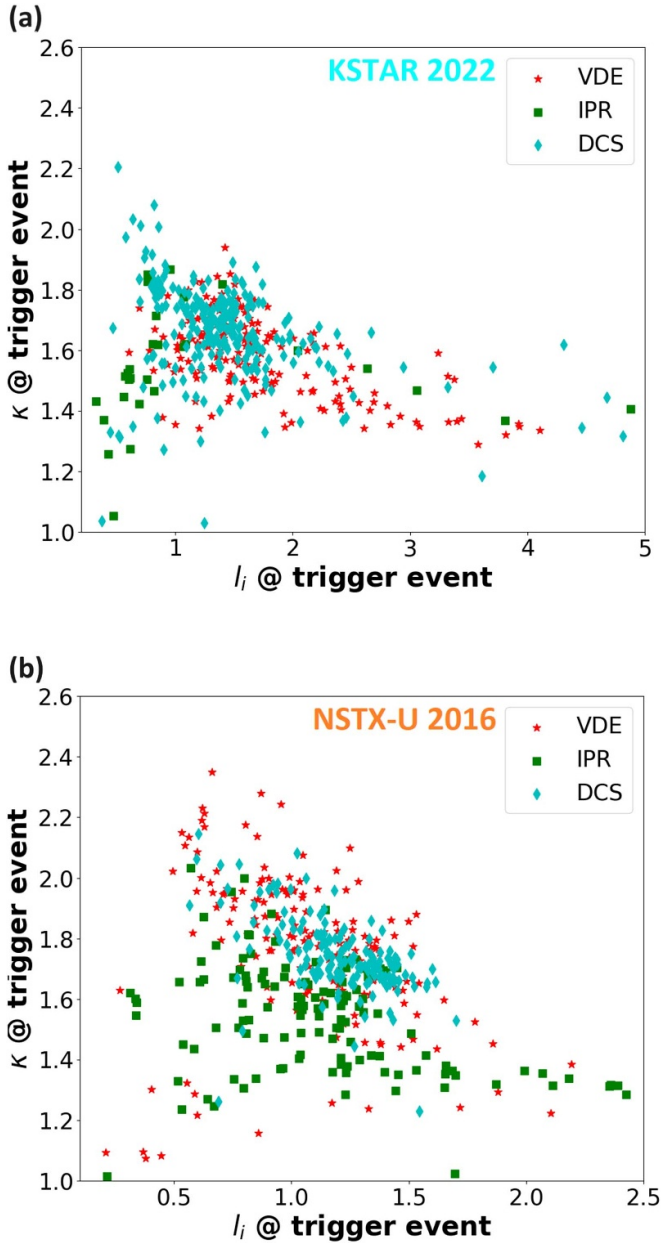 (a)
KSTAR 2022
VDE
IPR
DCS
2.6
2.4
2.2
2.0
1.8
1.6
1.4
1.2
1.0
κ @ trigger event
1 2 3 4 5
l_i @ trigger event
(b)
NSTX-U 2016
VDE
IPR
DCS
2.6
2.4
2.2
2.0
1.8
1.6
1.4
1.2
1.0
κ @ trigger event
0.5 1.0 1.5 2.0 2.5
l_i @ trigger event